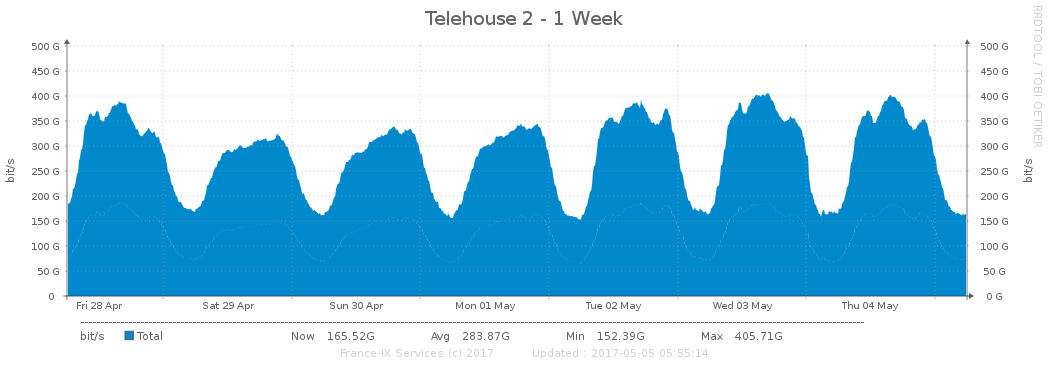 Telehouse 2 - 1 Week
RRDTOOL / TOBI OETIKER
500 G 500 G
450 G 450 G
400 G 400 G
350 G 350 G
300 G 300 G
250 G 250 G
200 G 200 G
150 G 150 G
100 G 100 G
50 G 50 G
0 0 G
bit/s bit/s
Fri 28 Apr Sat 29 Apr Sun 30 Apr Mon 01 May Tue 02 May Wed 03 May Thu 04 May
bit/s Total Now 165.52G Avg 283.87G Min 152.39G Max 405.71G
France-IX Services (c) 2017 Updated : 2017-05-05 05:55:14